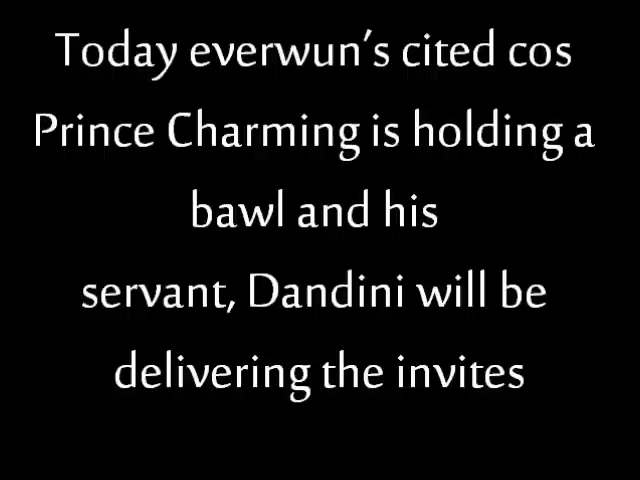 Today everwun's cited cos
Prince Charming is holding a
bawl and his
servant, Dandini will be
delivering the invites